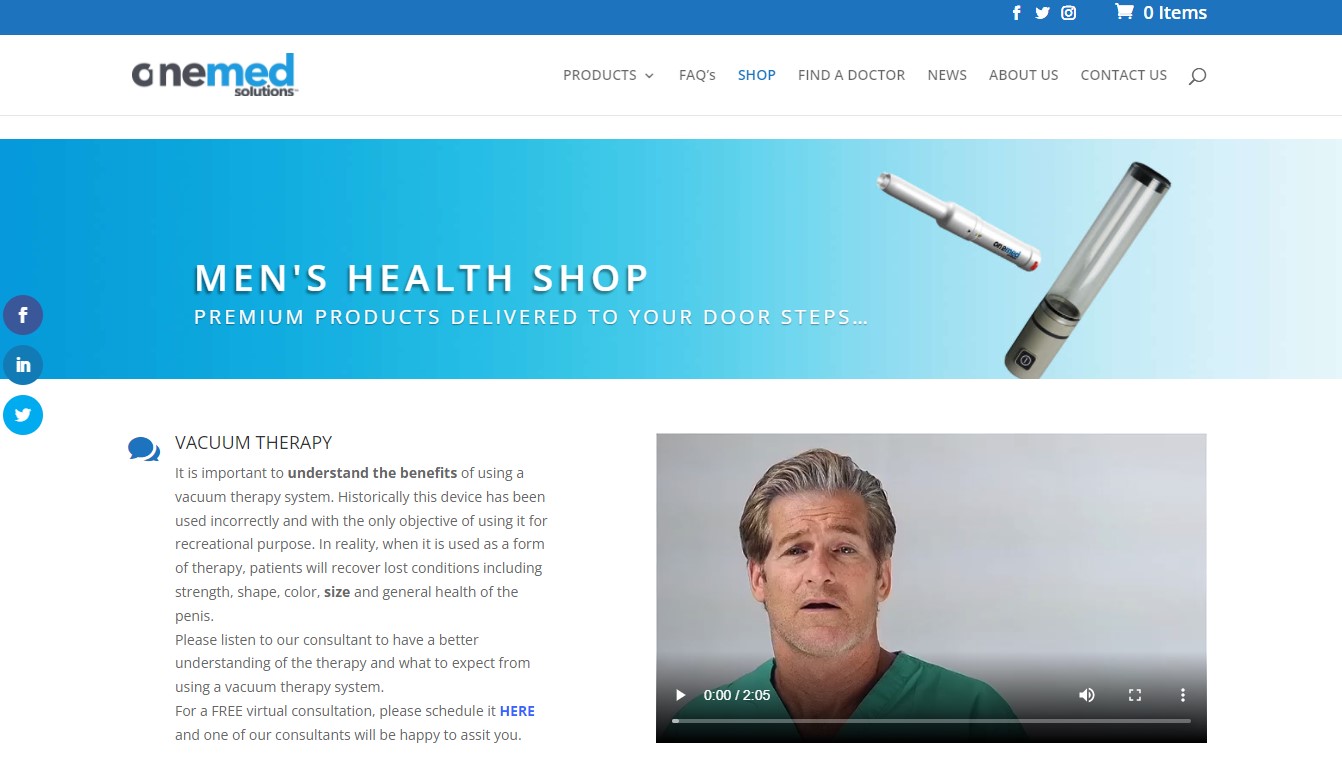 0 Items
onemed
solutions™
PRODUCTS
FAQ's
SHOP
FIND A DOCTOR
NEWS
ABOUT US
CONTACT US
onemed
MEN'S HEALTH SHOP
PREMIUM PRODUCTS DELIVERED TO YOUR DOOR STEPS...
f
in
VACUUM THERAPY
It is important to understand the benefits of using a
vacuum therapy system. Historically this device has been
used incorrectly and with the only objective of using it for
recreational purpose. In reality, when it is used as a form
of therapy, patients will recover lost conditions including
strength, shape, color, size and general health of the
penis.
Please listen to our consultant to have a better
understanding of the therapy and what to expect from
using a vacuum therapy system.
For a FREE virtual consultation, please schedule it HERE
and one of our consultants will be happy to assit you.
0:00 / 2:05